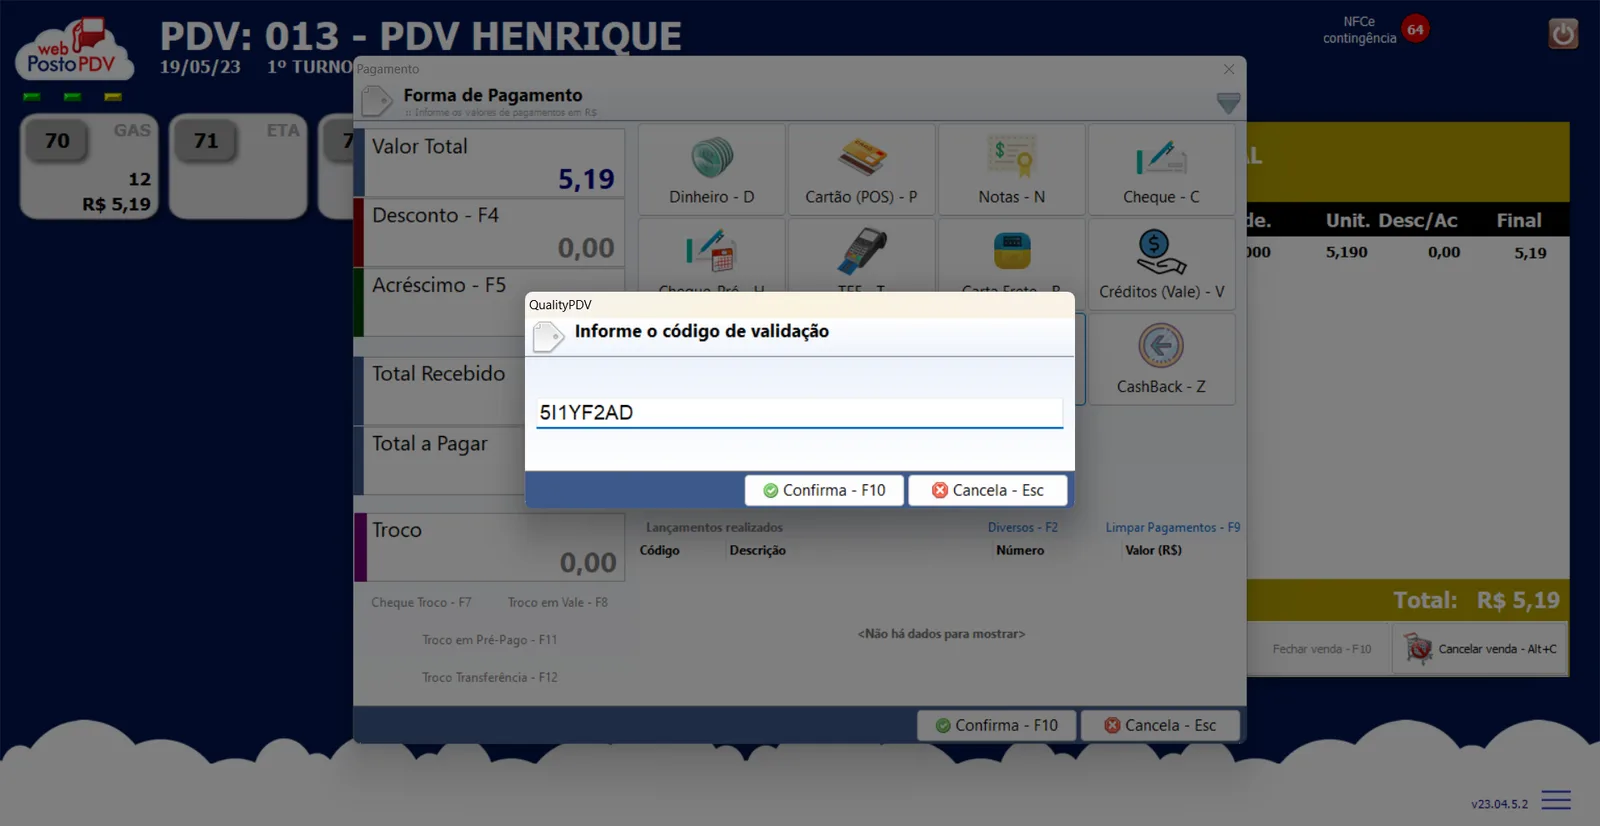 web
PostoPDV
PDV: 013 - PDV HENRIQUE
19/05/23 1º TURNO
NFCe
contingência
64
70 GAS
12
R$ 5,19
71 ETA
Pagamento
Forma de Pagamento
:: Informe os valores de pagamentos em R$
Valor Total
5,19
Desconto - F4
0,00
Acréscimo - F5
Total Recebido
Total a Pagar
Troco
0,00
Cheque Troco - F7 Troco em Vale - F8
Troco em Pré-Pago - F11
Troco Transferência - F12
Dinheiro - D Cartão (POS) - P Notas - N Cheque - C
Créditos (Vale) - V
CashBack - Z
QualityPDV
Informe o código de validação
5I1YF2AD
Confirma - F10 Cancela - Esc
Lançamentos realizados Diversos - F2 Limpar Pagamentos - F9
Código Descrição Número Valor (R$)
<Não há dados para mostrar>
Confirma - F10 Cancela - Esc
Unit. Desc/Ac Final
5,190 0,00 5,19
Total: R$ 5,19
Fechar venda - F10 Cancelar venda - Alt+C
v23.04.5.2